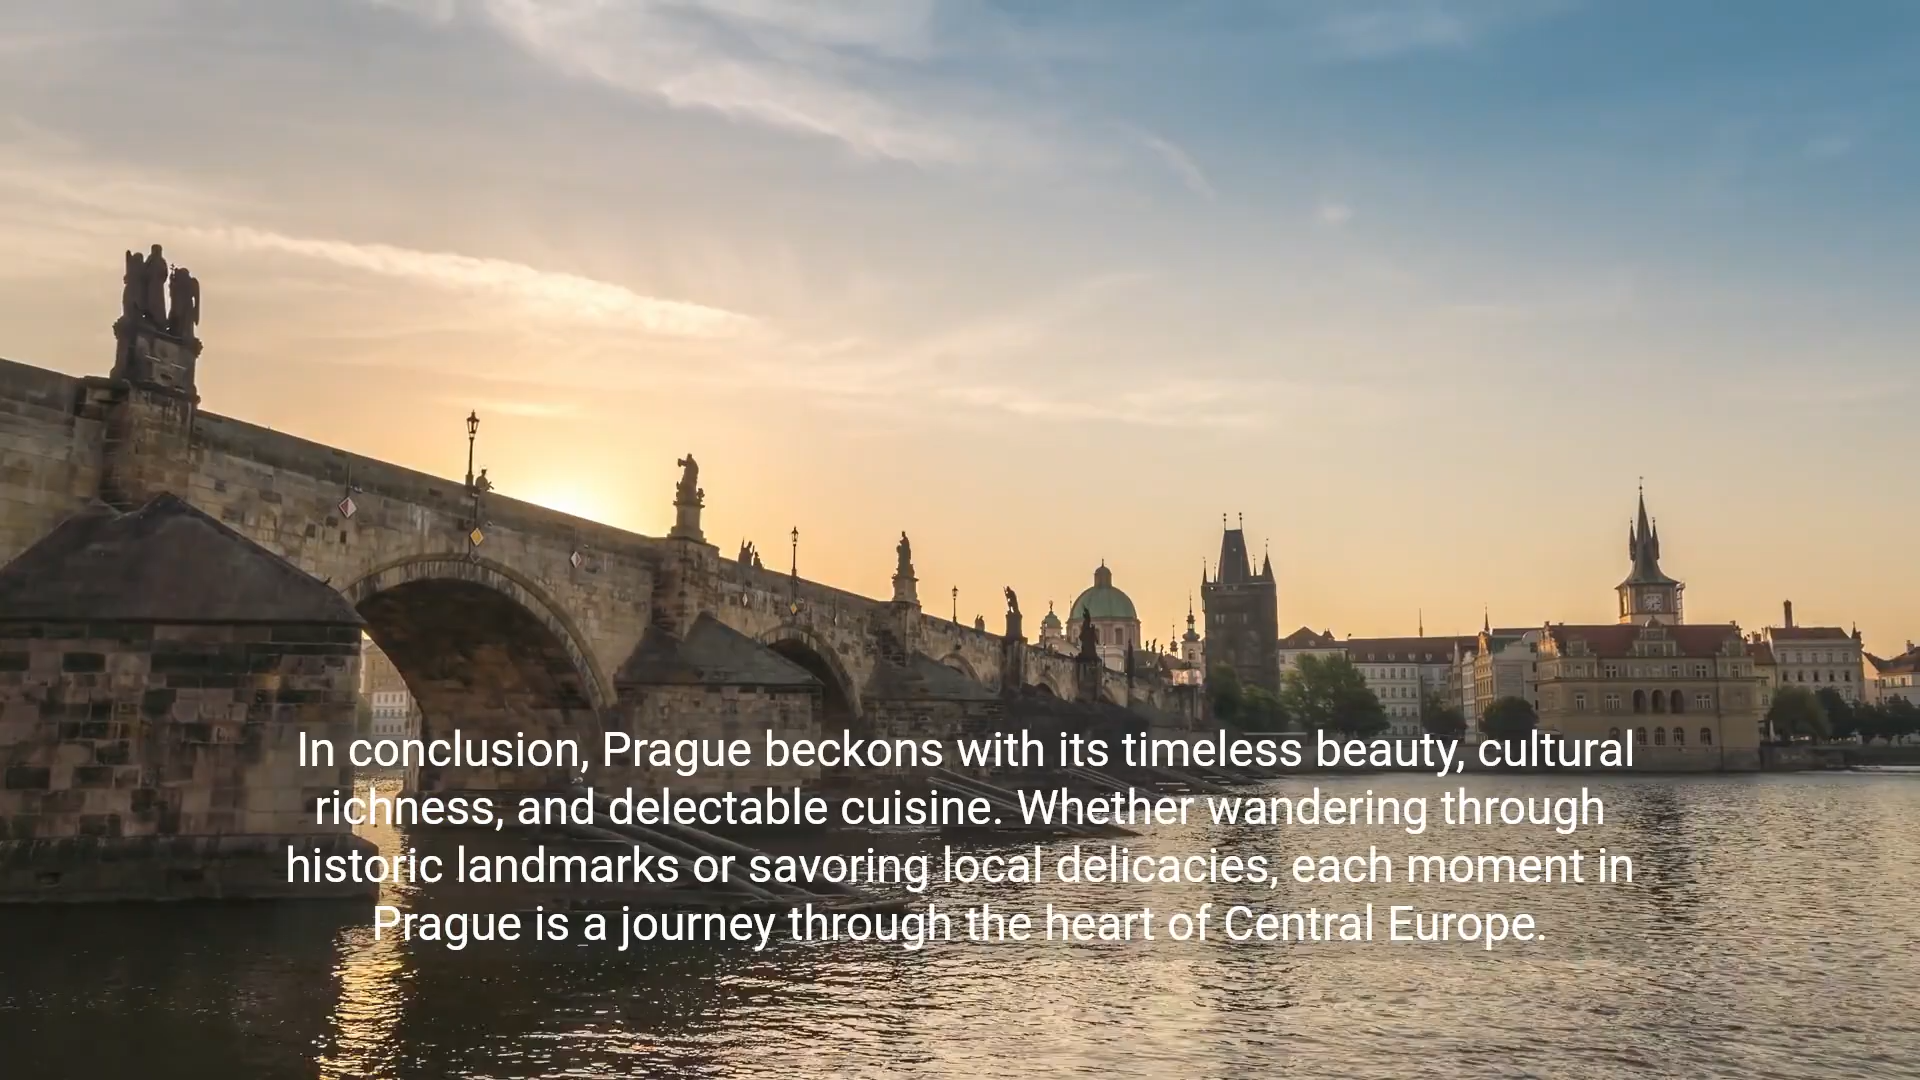 In conclusion, Prague beckons with its timeless beauty, cultural
richness, and delectable cuisine. Whether wandering through
historic landmarks or savoring local delicacies, each moment in
Prague is a journey through the heart of Central Europe.